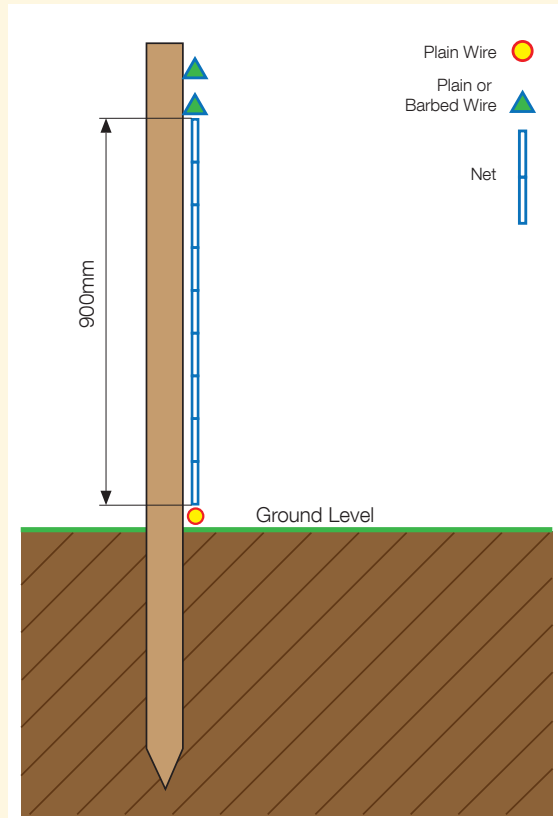 Plain Wire
Plain or
Barbed Wire
Net
900mm
Ground Level